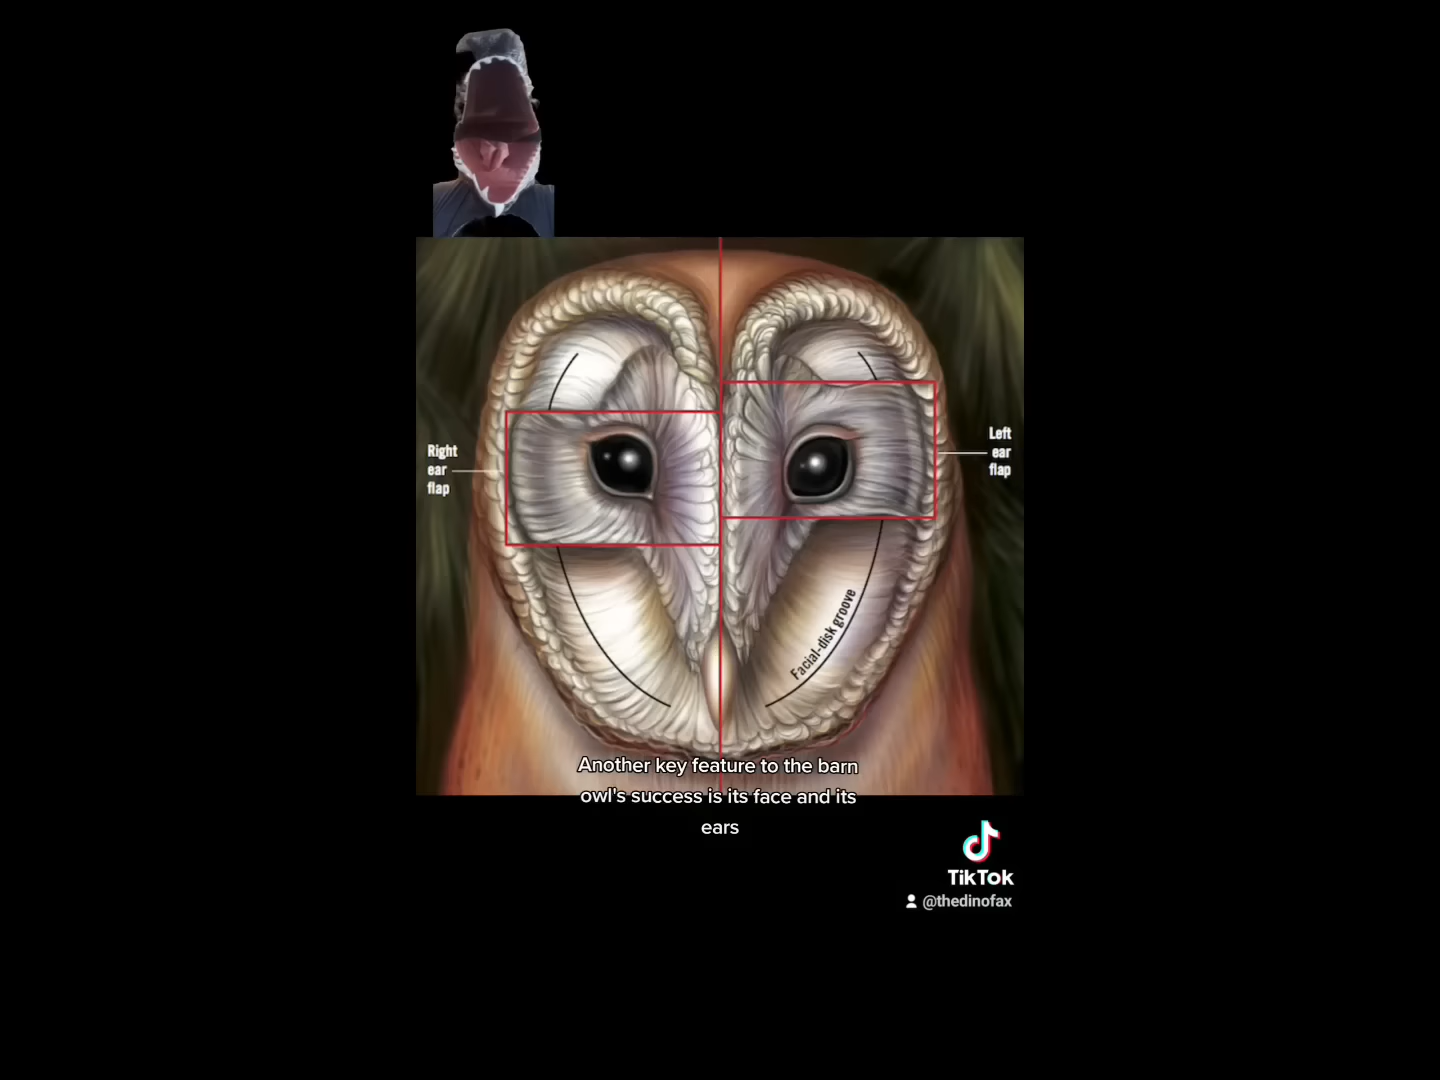 Right
ear
flap
Left
ear
flap
Facial-disk groove
Another key feature to the barn
owl's success is its face and its
ears
TikTok
@thedinofax